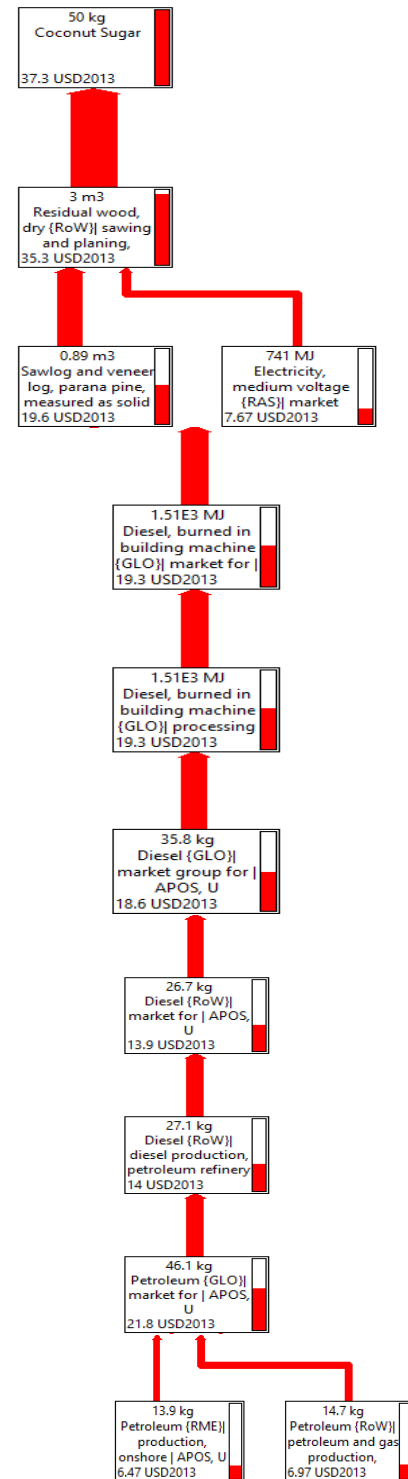 50 kg
Coconut Sugar
37.3 USD2013
3 m3
Residual wood,
dry {RoW}| sawing
and planing,
35.3 USD2013
0.89 m3
Sawlog and veneer
log, parana pine,
measured as solid
19.6 USD2013
741 MJ
Electricity,
medium voltage
{RAS}| market
7.67 USD2013
1.51E3 MJ
Diesel, burned in
building machine
{GLO}| market for |
19.3 USD2013
1.51E3 MJ
Diesel, burned in
building machine
{GLO}| processing
19.3 USD2013
35.8 kg
Diesel {GLO}|
market group for |
APOS, U
18.6 USD2013
26.7 kg
Diesel {RoW}|
market for | APOS,
U
13.9 USD2013
27.1 kg
Diesel {RoW}|
diesel production,
petroleum refinery
14 USD2013
46.1 kg
Petroleum {GLO}|
market for | APOS,
U
21.8 USD2013
13.9 kg
Petroleum {RME}|
production,
onshore | APOS, U
6.47 USD2013
14.7 kg
Petroleum {RoW}|
petroleum and gas
production,
6.97 USD2013